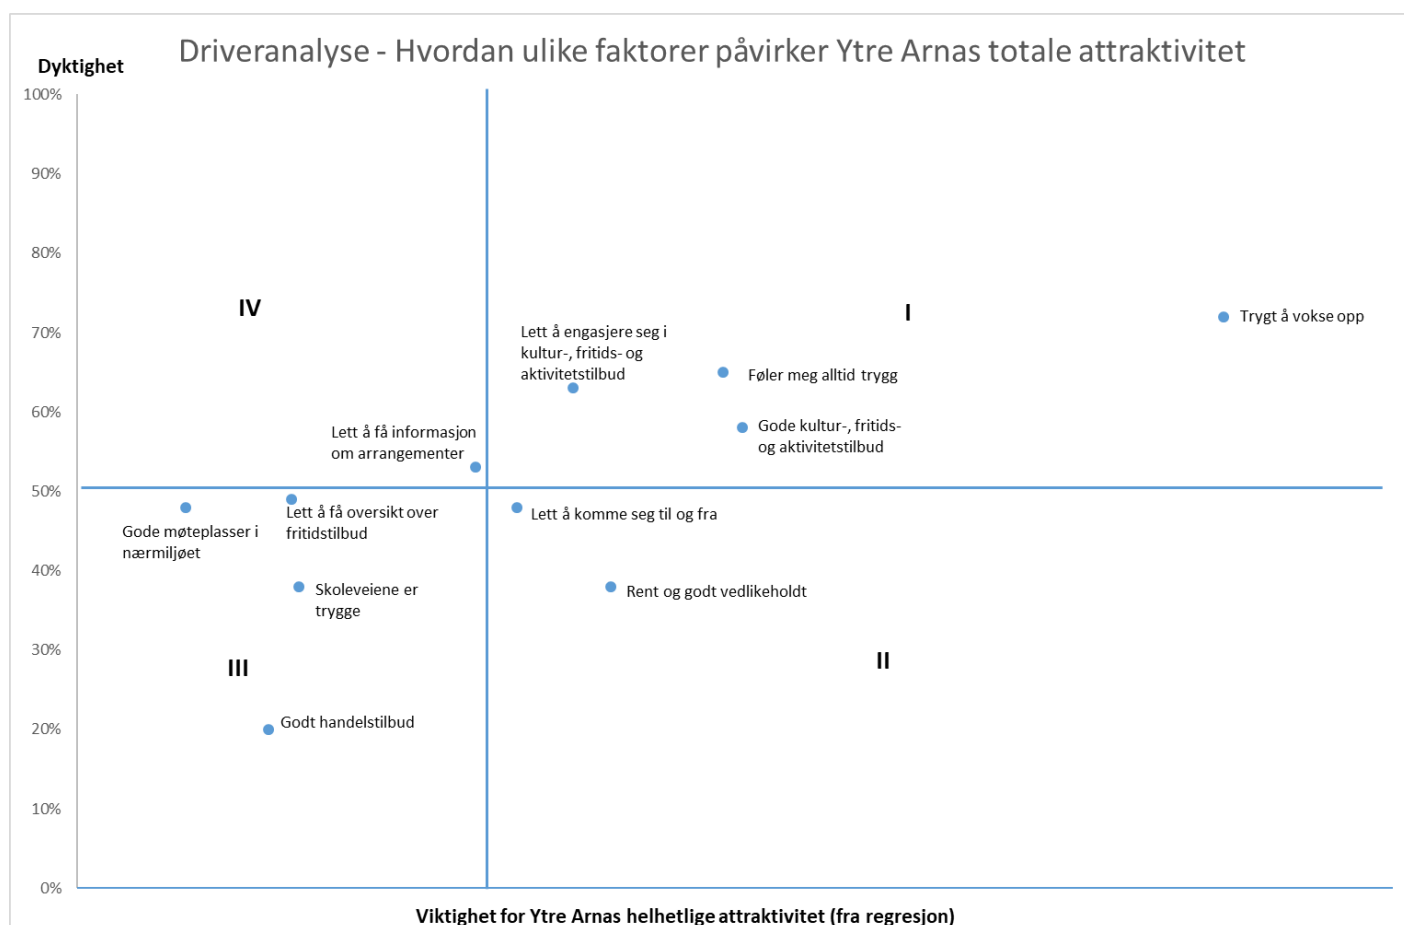 Driveranalyse - Hvordan ulike faktorer påvirker Ytre Arnas totale attraktivitet
Dyktighet
100%
90%
80%
70%
60%
50%
40%
30%
20%
10%
0%
IV
I
Trygt å vokse opp
Lett å engasjere seg i
kultur-, fritids- og
aktivitetstilbud
Føler meg alltid trygg
Gode kultur-, fritids-
og aktivitetstilbud
Lett å få informasjon
om arrangementer
Lett å få oversikt over
fritidstilbud
Gode møteplasser i
nærmiljøet
Lett å komme seg til og fra
Skoleveiene er
trygge
Rent og godt vedlikeholdt
III
II
Godt handelstilbud
Viktighet for Ytre Arnas helhetlige attraktivitet (fra regresjon)